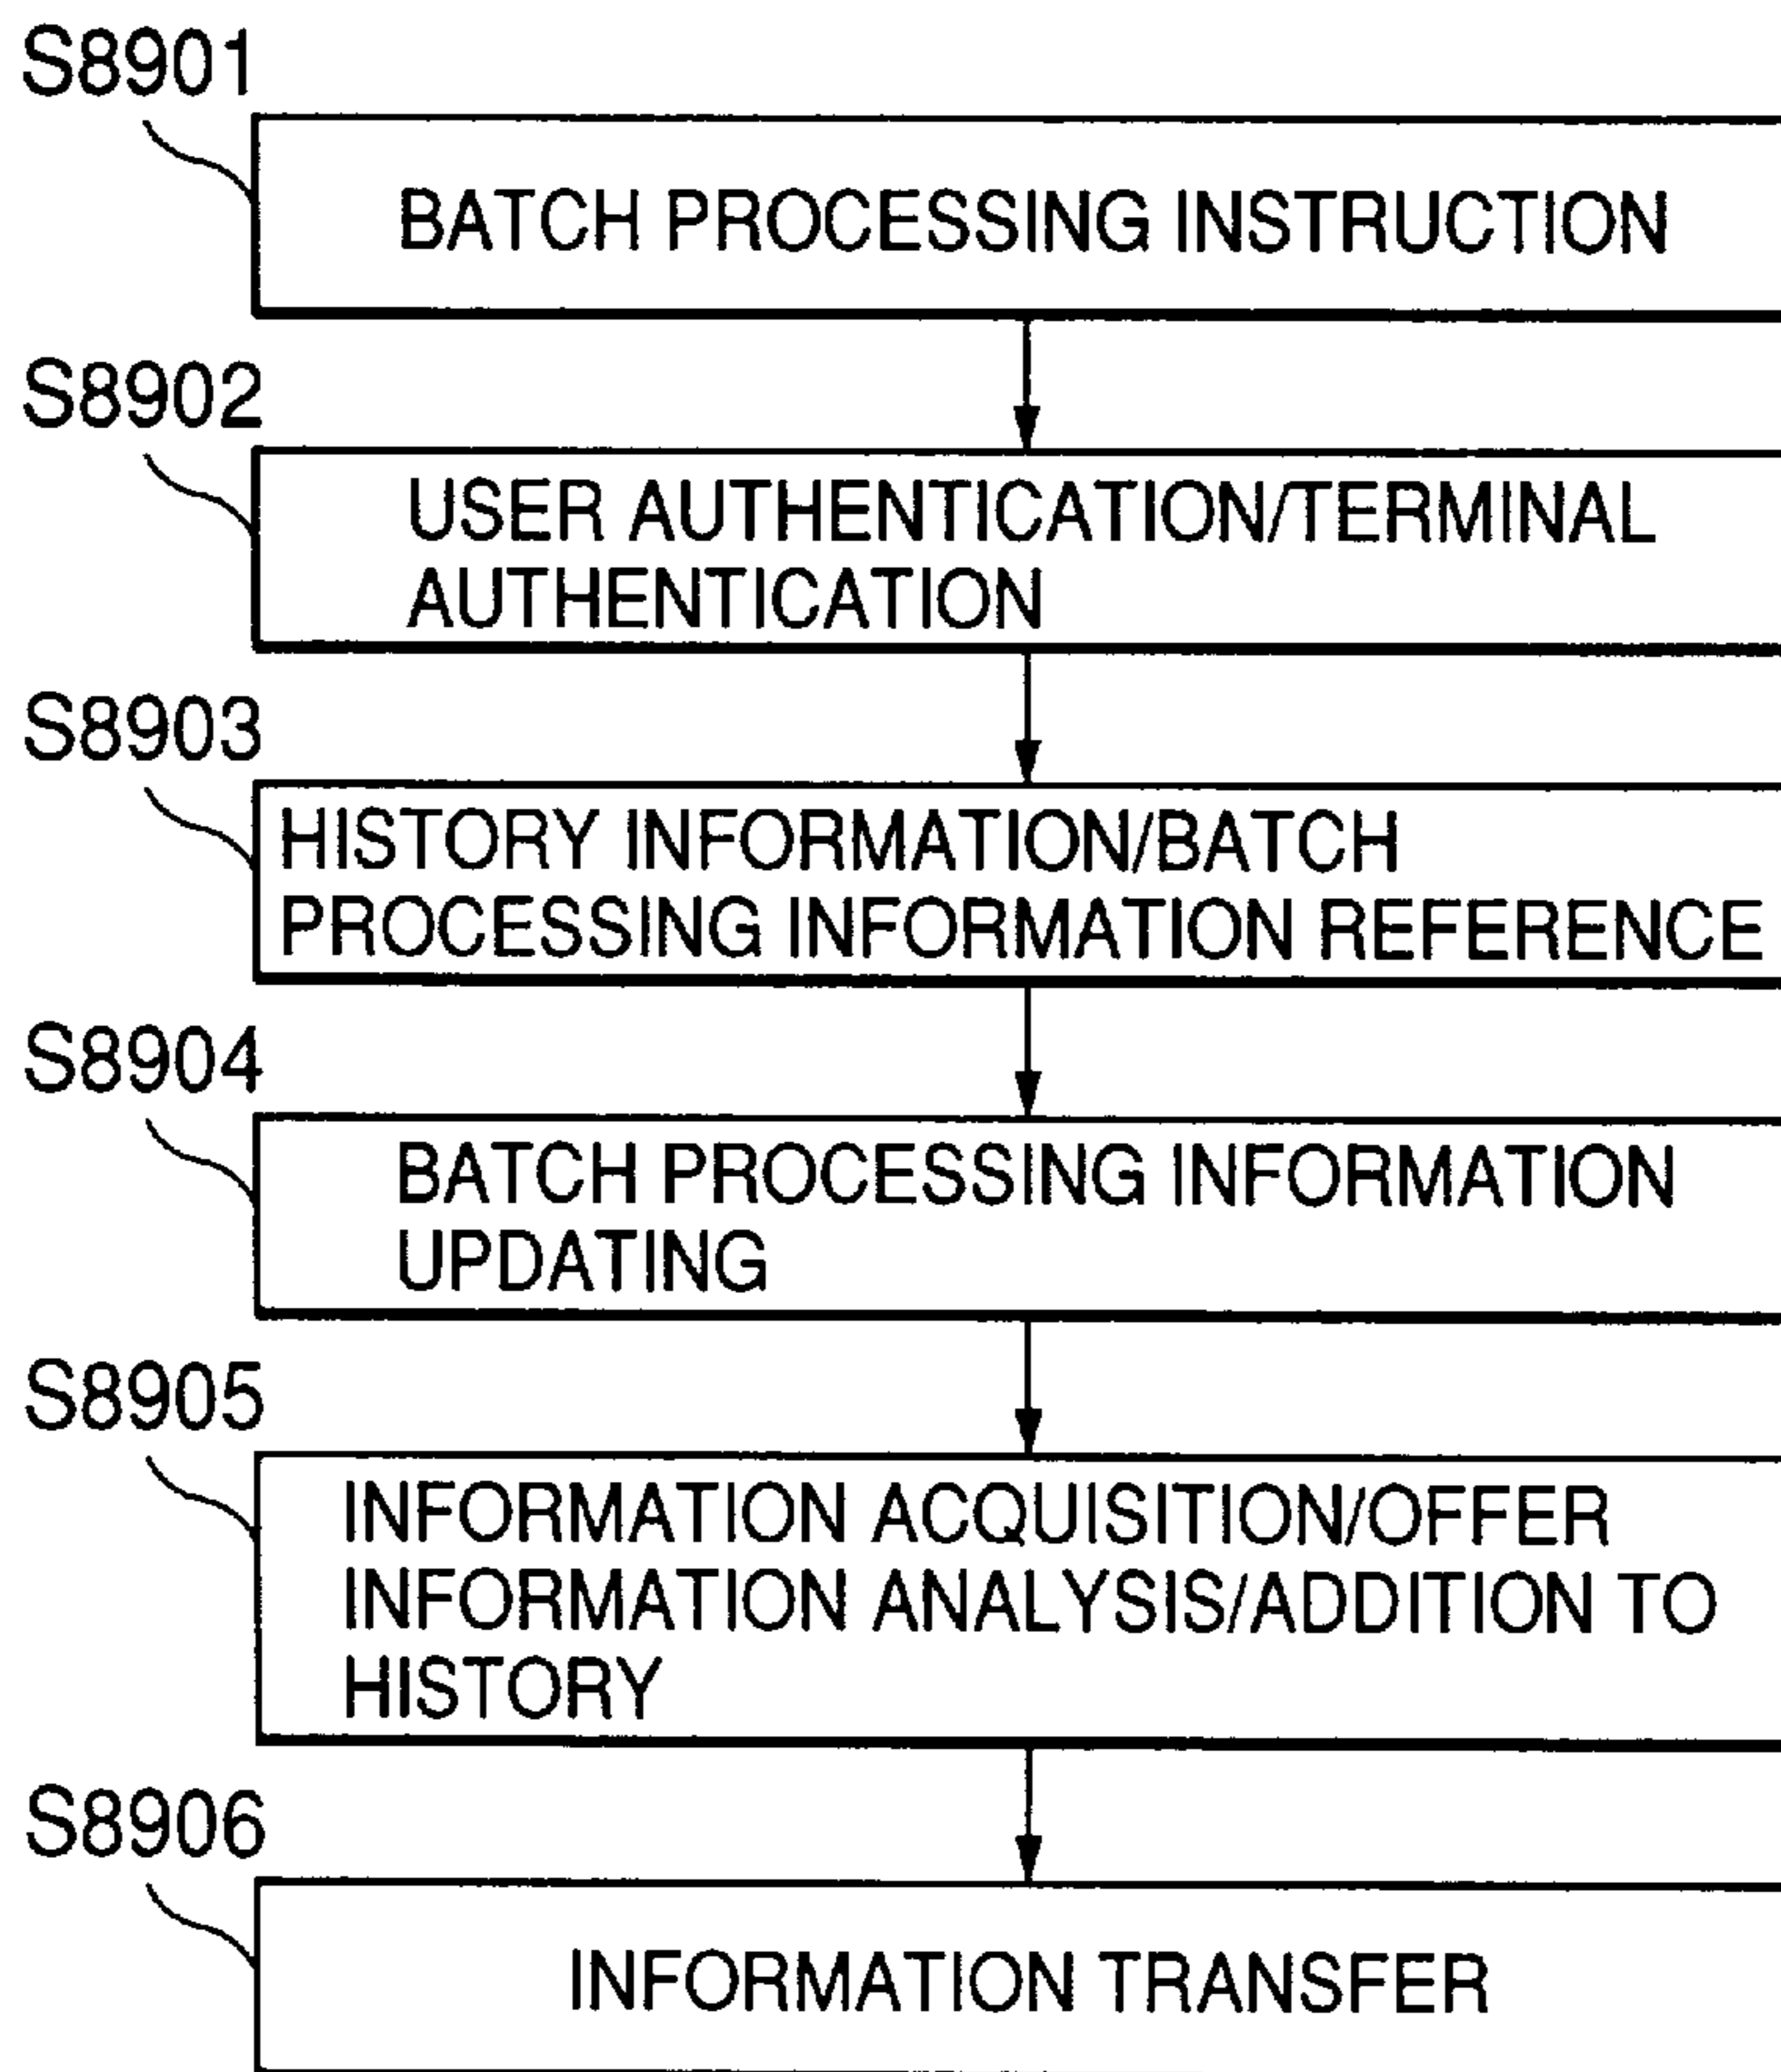 S8901
BATCH PROCESSING INSTRUCTION
S8902
USER AUTHENTICATION/TERMINAL
AUTHENTICATION
S8903
HISTORY INFORMATION/BATCH
PROCESSING INFORMATION REFERENCE
S8904
BATCH PROCESSING INFORMATION
UPDATING
S8905
INFORMATION ACQUISITION/OFFER
INFORMATION ANALYSIS/ADDITION TO
HISTORY
S8906
INFORMATION TRANSFER